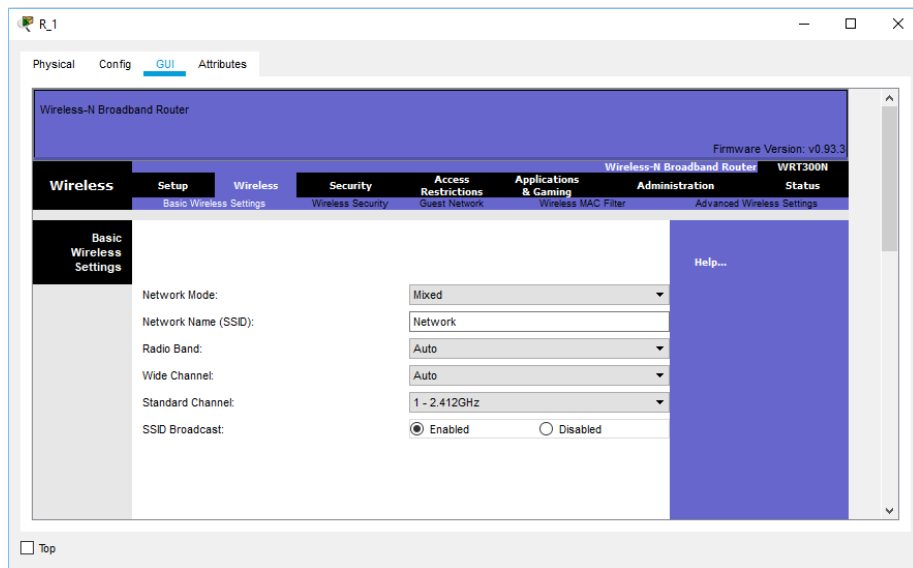 R_1
Physical Config GUI Attributes
Wireless-N Broadband Router
Firmware Version: v0.93.3
Wireless-N Broadband Router WRT300N
Wireless
Setup Wireless Security Access Restrictions Applications & Gaming Administration Status
Basic Wireless Settings Wireless Security Guest Network Wireless MAC Filter Advanced Wireless Settings
Basic
Wireless
Settings
Help...
Network Mode: Mixed
Network Name (SSID): Network
Radio Band: Auto
Wide Channel: Auto
Standard Channel: 1 - 2.412GHz
SSID Broadcast: Enabled Disabled
Top